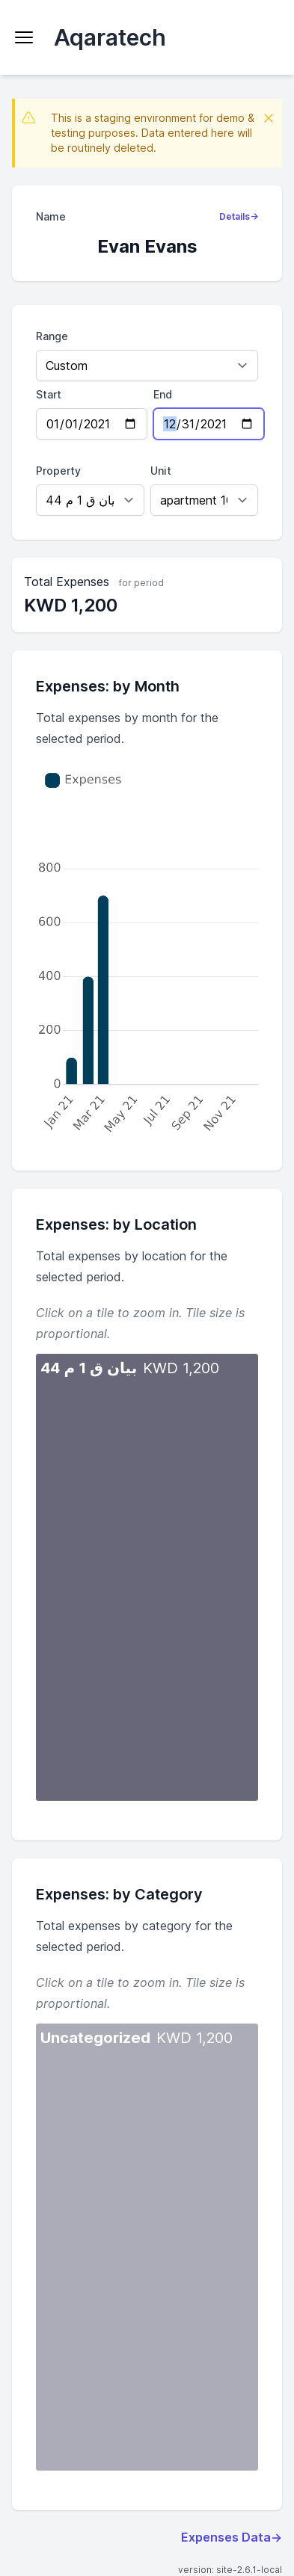 Aqaratech
This is a staging environment for demo &
testing purposes. Data entered here will
be routinely deleted.
Name
Details→
Evan Evans
Range
Custom
Start
End
01/01/2021
12/31/2021
Property
Unit
بيان ق 1 م 44
apartment 10
Total Expenses for period
KWD 1,200
Expenses: by Month
Total expenses by month for the
selected period.
Expenses
800
600
400
200
0
Jan 21
Mar 21
May 21
Jul 21
Sep 21
Nov 21
Expenses: by Location
Total expenses by location for the
selected period.
Click on a tile to zoom in. Tile size is
proportional.
بيان ق 1 م 44 KWD 1,200
Expenses: by Category
Total expenses by category for the
selected period.
Click on a tile to zoom in. Tile size is
proportional.
Uncategorized KWD 1,200
Expenses Data→
version: site-2.6.1-local